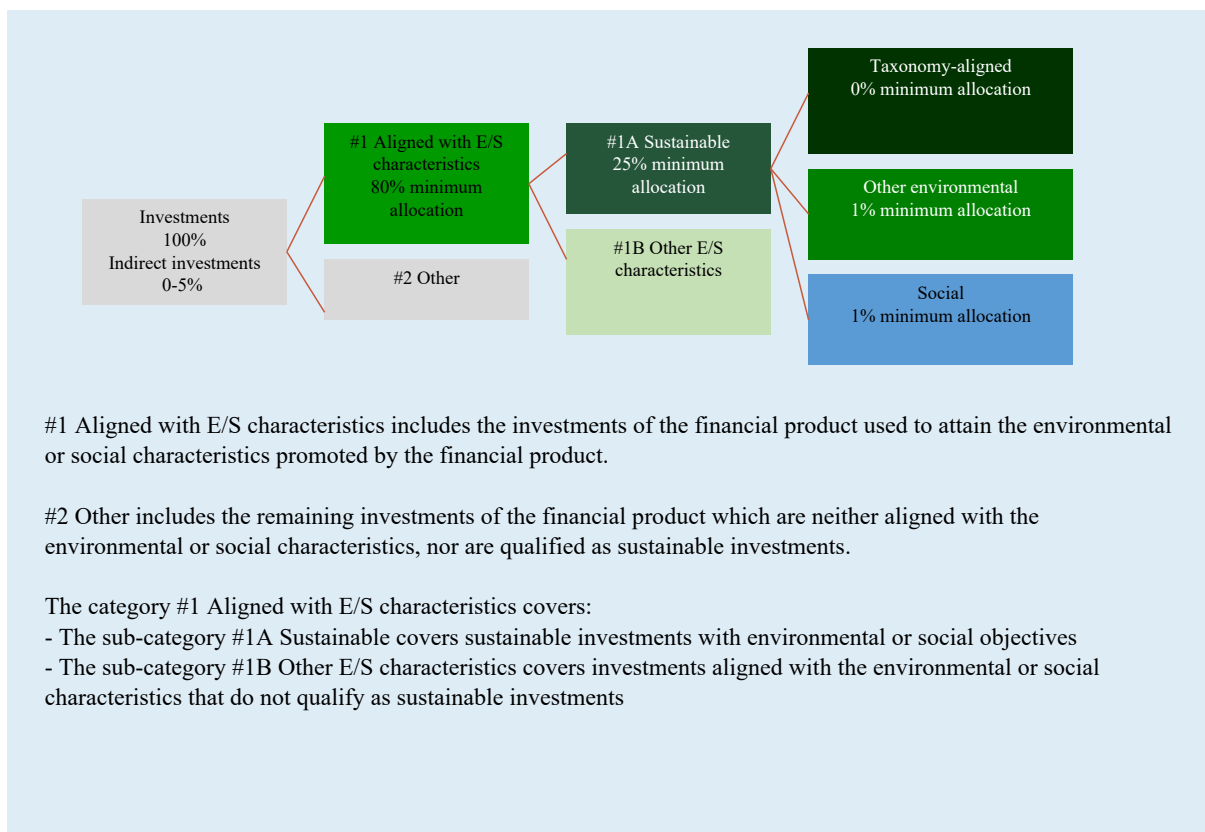 Investments
100%
Indirect investments
0-5%
#1 Aligned with E/S
characteristics
80% minimum
allocation
#2 Other
#1A Sustainable
25% minimum
allocation
#1B Other E/S
characteristics
Taxonomy-aligned
0% minimum allocation
Other environmental
1% minimum allocation
Social
1% minimum allocation
#1 Aligned with E/S characteristics includes the investments of the financial product used to attain the environmental
or social characteristics promoted by the financial product.
#2 Other includes the remaining investments of the financial product which are neither aligned with the
environmental or social characteristics, nor are qualified as sustainable investments.
The category #1 Aligned with E/S characteristics covers:
- The sub-category #1A Sustainable covers sustainable investments with environmental or social objectives
- The sub-category #1B Other E/S characteristics covers investments aligned with the environmental or social
characteristics that do not qualify as sustainable investments